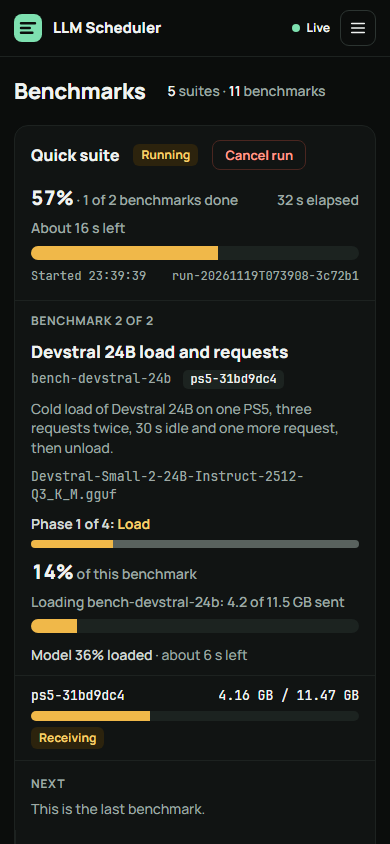 LLM Scheduler
Live
Benchmarks
5 suites · 11 benchmarks
Quick suite
Running
Cancel run
57% · 1 of 2 benchmarks done
32 s elapsed
About 16 s left
Started 23:39:39
run-20261119T073908-3c72b1
BENCHMARK 2 OF 2
Devstral 24B load and requests
bench-devstral-24b
ps5-31bd9dc4
Cold load of Devstral 24B on one PS5, three
requests twice, 30 s idle and one more request,
then unload.
Devstral-Small-2-24B-Instruct-2512-
Q3_K_M.gguf
Phase 1 of 4: Load
14% of this benchmark
Loading bench-devstral-24b: 4.2 of 11.5 GB sent
Model 36% loaded · about 6 s left
ps5-31bd9dc4
4.16 GB / 11.47 GB
Receiving
NEXT
This is the last benchmark.